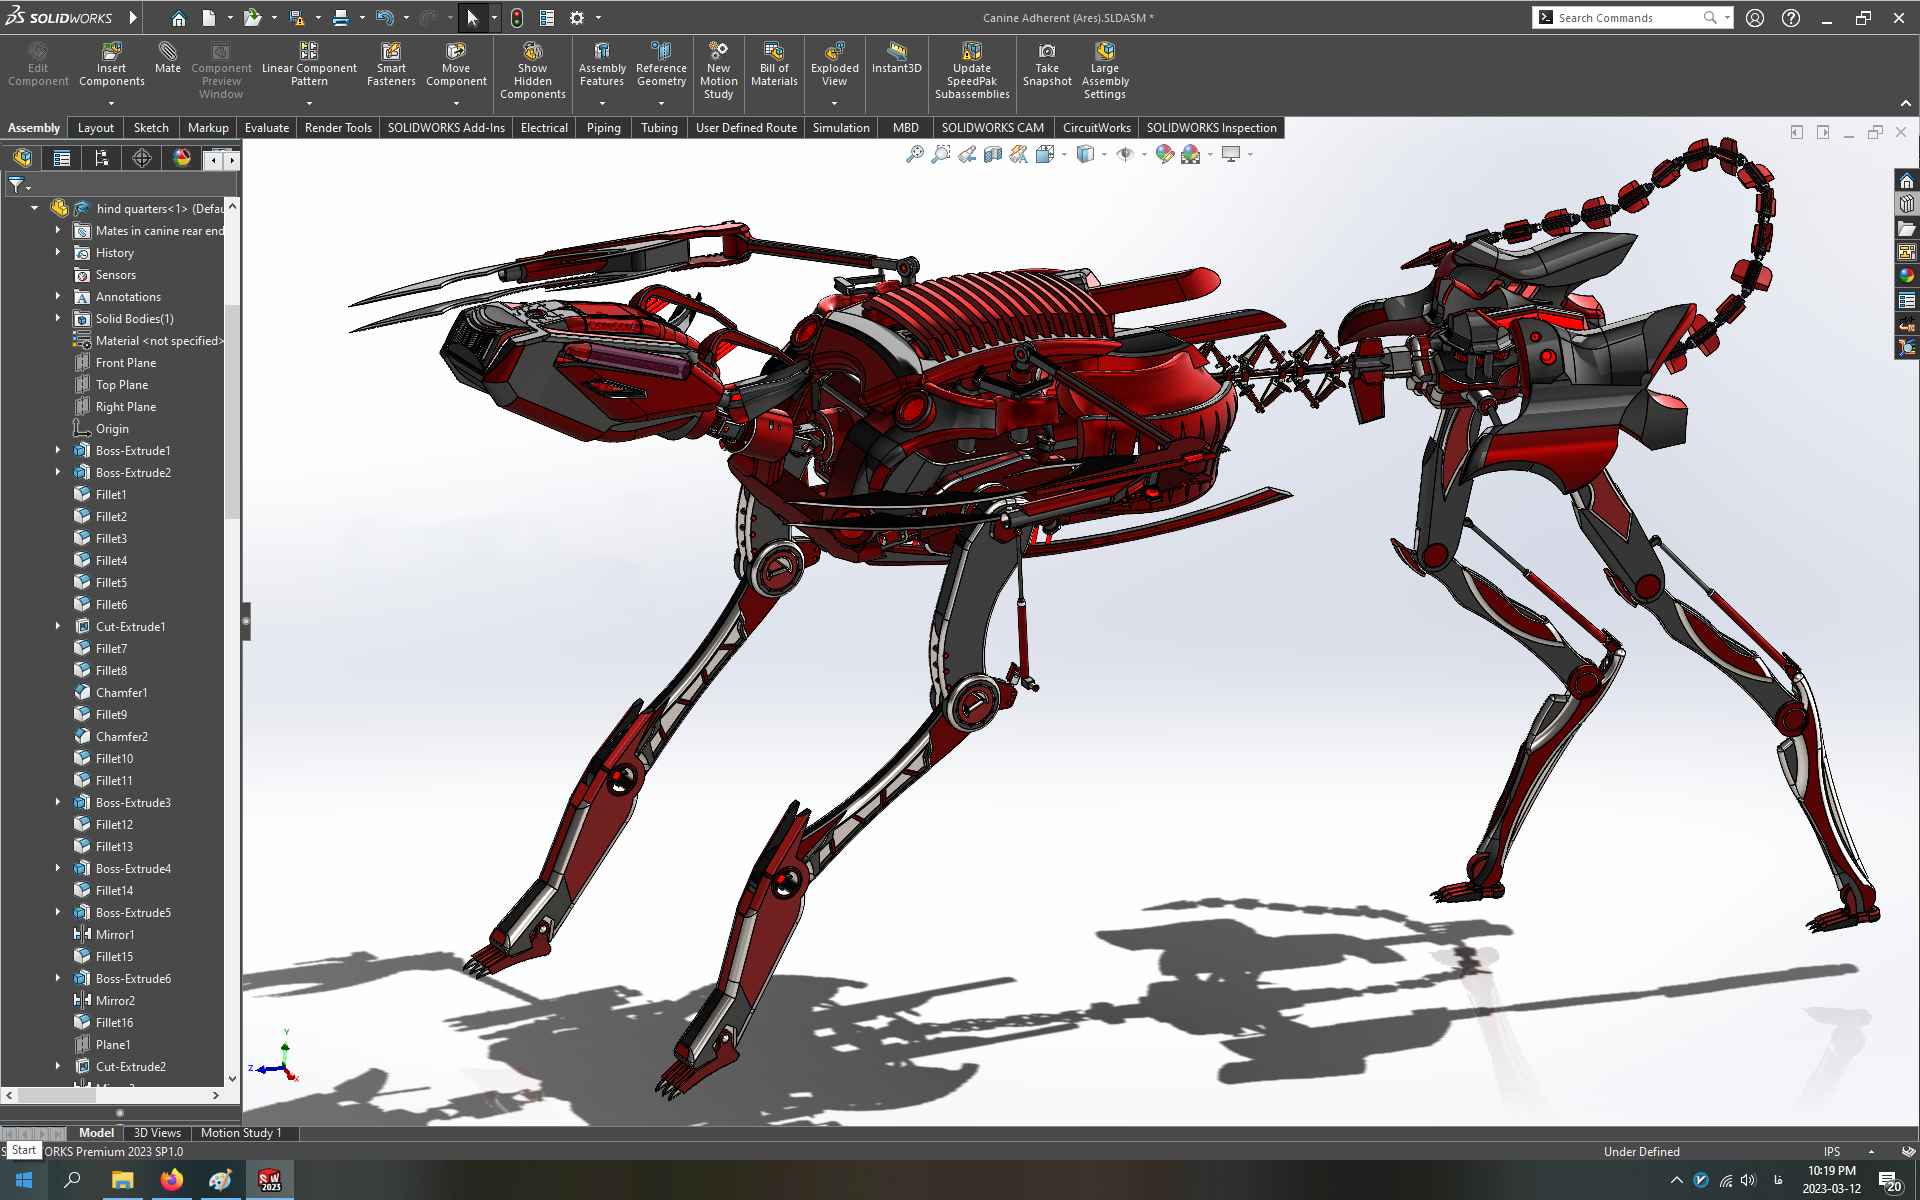 SOLIDWORKS
Canine Adherent (Ares).SLDASM *
Search Commands
Edit Component
Insert Components
Mate
Component Preview Window
Linear Component Pattern
Smart Fasteners
Move Component
Show Hidden Components
Assembly Features
Reference Geometry
New Motion Study
Bill of Materials
Exploded View
Instant3D
Update SpeedPak Subassemblies
Take Snapshot
Large Assembly Settings
Assembly Layout Sketch Markup Evaluate Render Tools SOLIDWORKS Add-Ins Electrical Piping Tubing User Defined Route Simulation MBD SOLIDWORKS CAM CircuitWorks SOLIDWORKS Inspection
hind quarters<1> (Defau
Mates in canine rear end
History
Sensors
Annotations
Solid Bodies(1)
Material <not specified>
Front Plane
Top Plane
Right Plane
Origin
Boss-Extrude1
Boss-Extrude2
Fillet1
Fillet2
Fillet3
Fillet4
Fillet5
Fillet6
Cut-Extrude1
Fillet7
Fillet8
Chamfer1
Fillet9
Chamfer2
Fillet10
Fillet11
Boss-Extrude3
Fillet12
Fillet13
Boss-Extrude4
Fillet14
Boss-Extrude5
Mirror1
Fillet15
Boss-Extrude6
Mirror2
Fillet16
Plane1
Cut-Extrude2
Y
Z
X
Model 3D Views Motion Study 1
Start
ORKS Premium 2023 SP1.0
Under Defined
IPS
SW 2023
فا
10:19 PM
2023-03-12
20